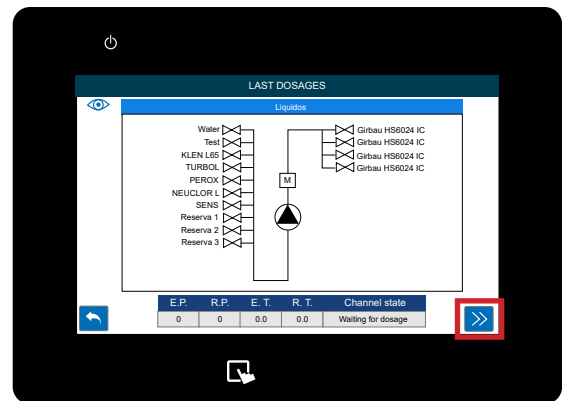 LAST DOSAGES
Liquidos
Water
Test
KLEN L65
TURBOL
PEROX
NEUCLOR L
SENS
Reserva 1
Reserva 2
Reserva 3
Girbau HS6024 IC
Girbau HS6024 IC
Girbau HS6024 IC
Girbau HS6024 IC
M
E.P. R.P. E. T. R. T. Channel state
0 0 0.0 0.0 Waiting for dosage